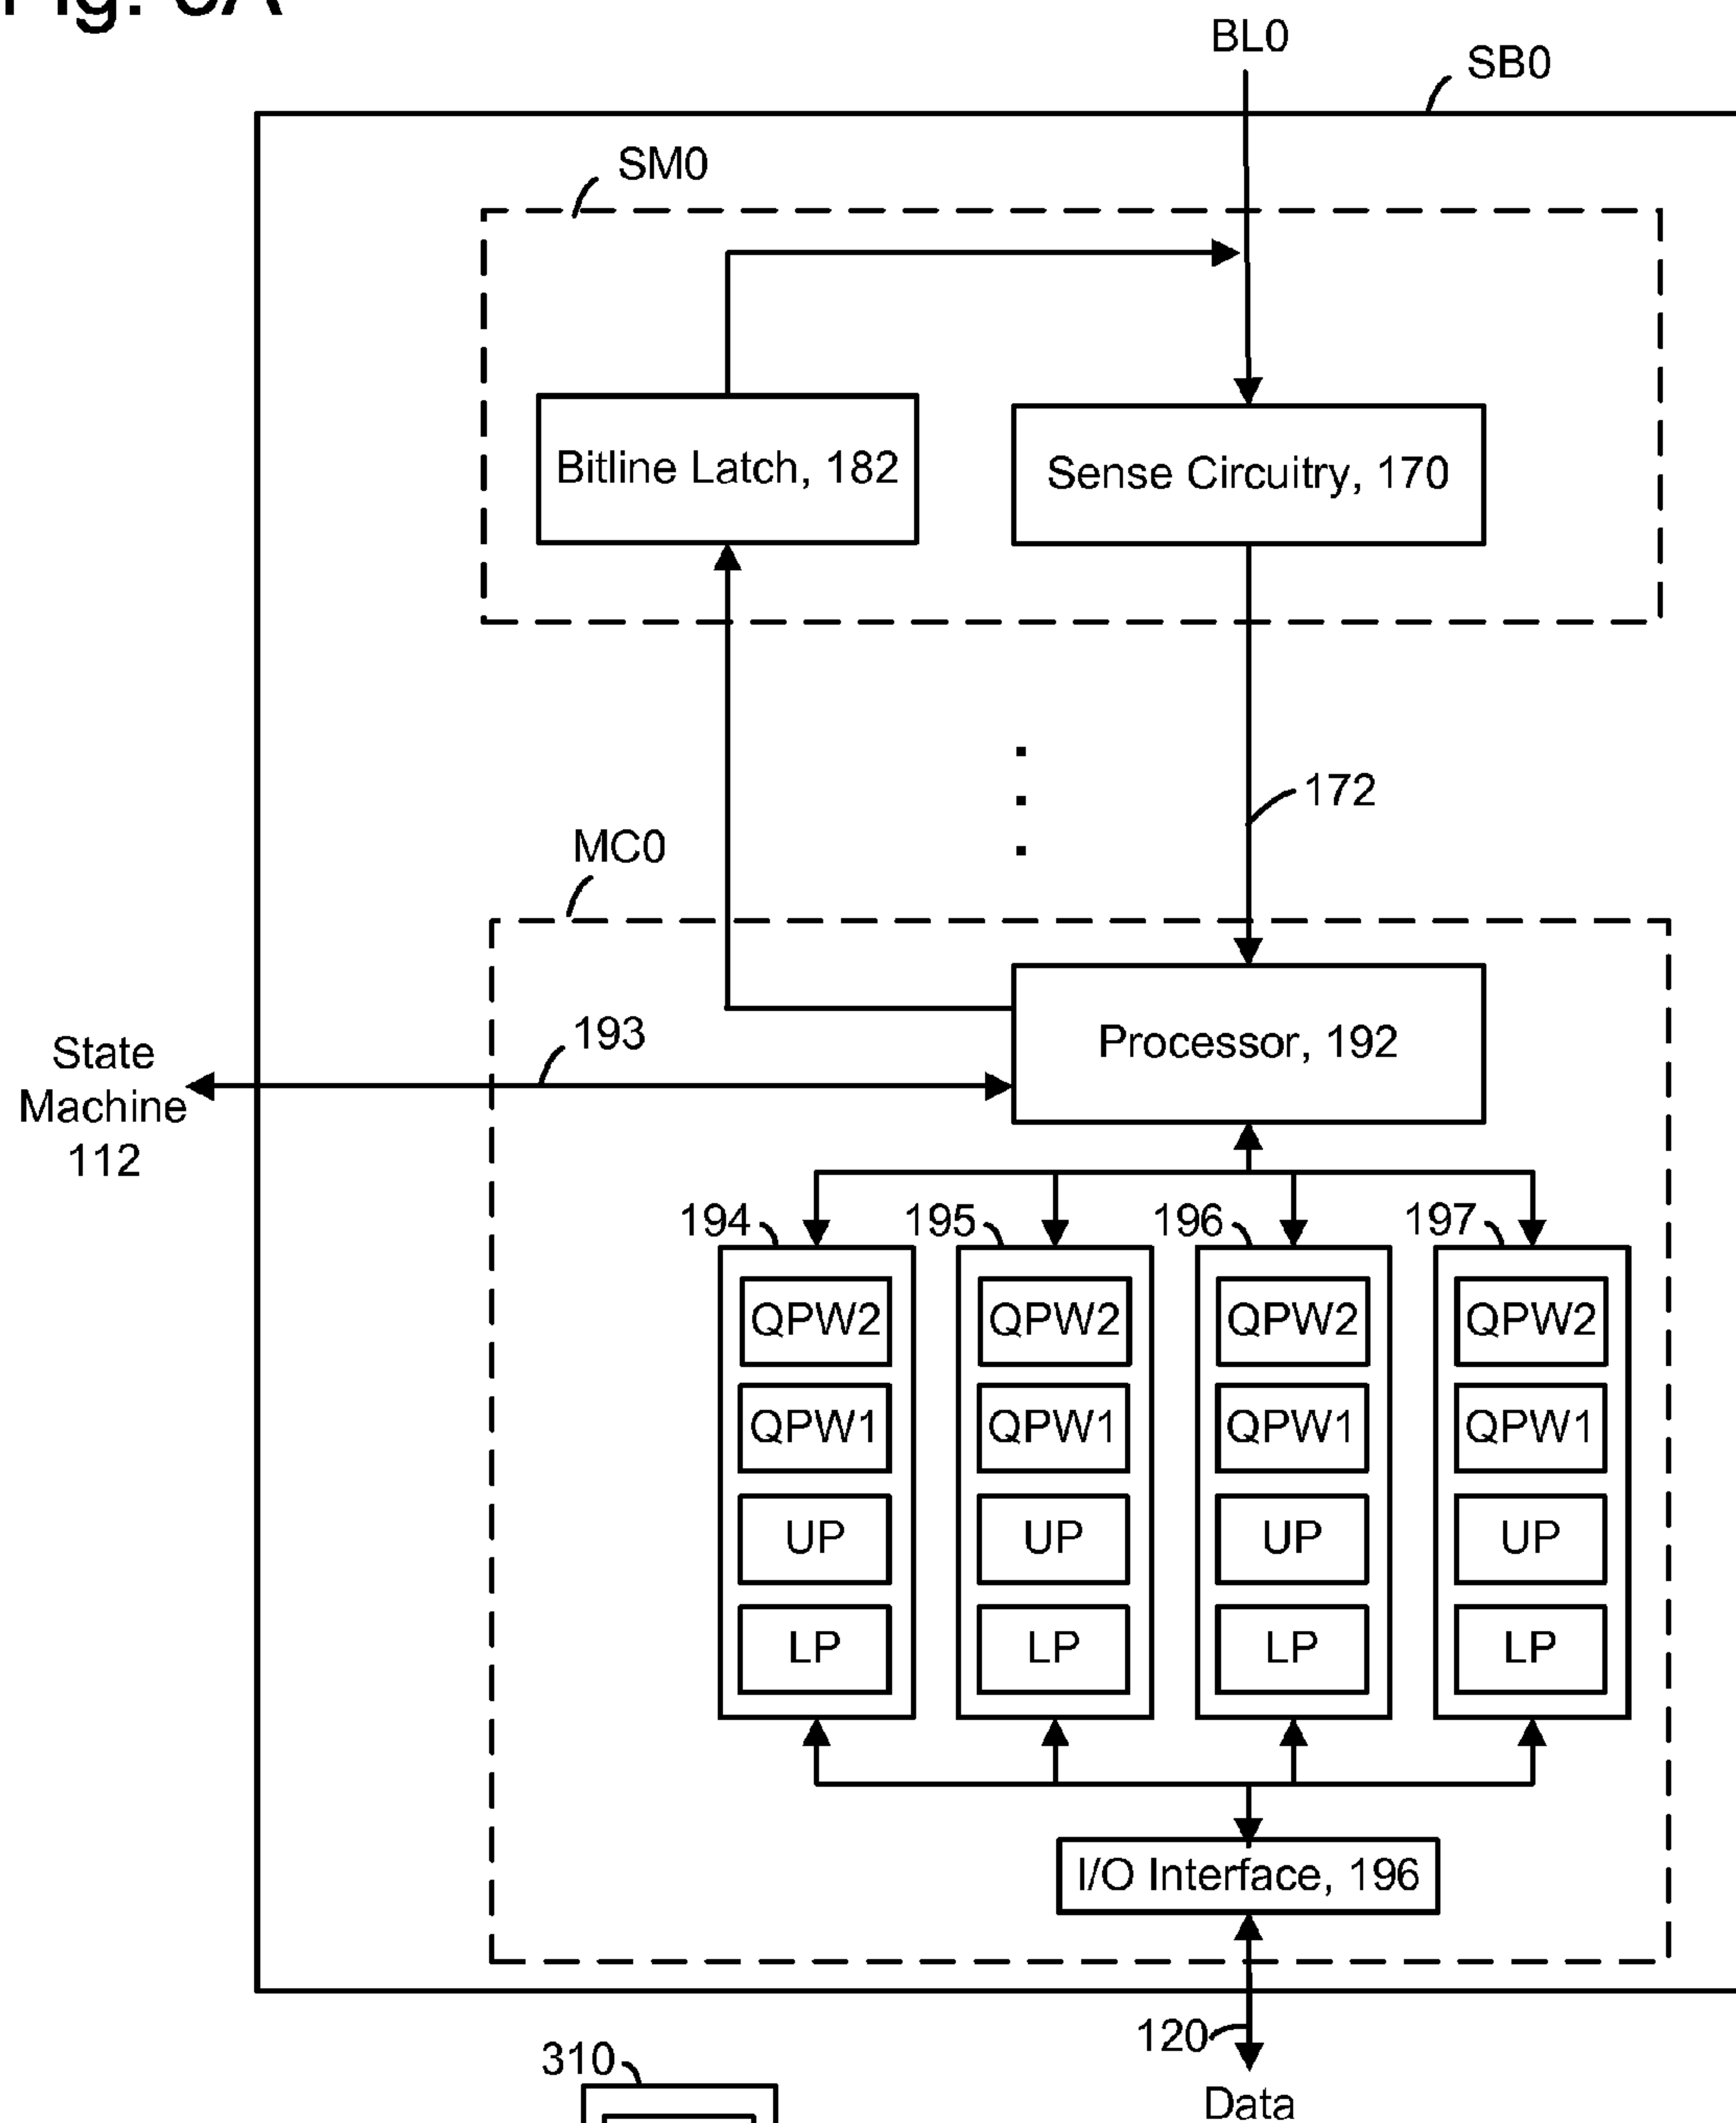 BL0
SB0
SM0
Bitline Latch, 182
Sense Circuitry, 170
172
MC0
Processor, 192
193
State
Machine
112
194
195
196
197
QPW2
QPW2
QPW2
QPW2
QPW1
QPW1
QPW1
QPW1
UP
UP
UP
UP
LP
LP
LP
LP
I/O Interface, 196
120
310
Data